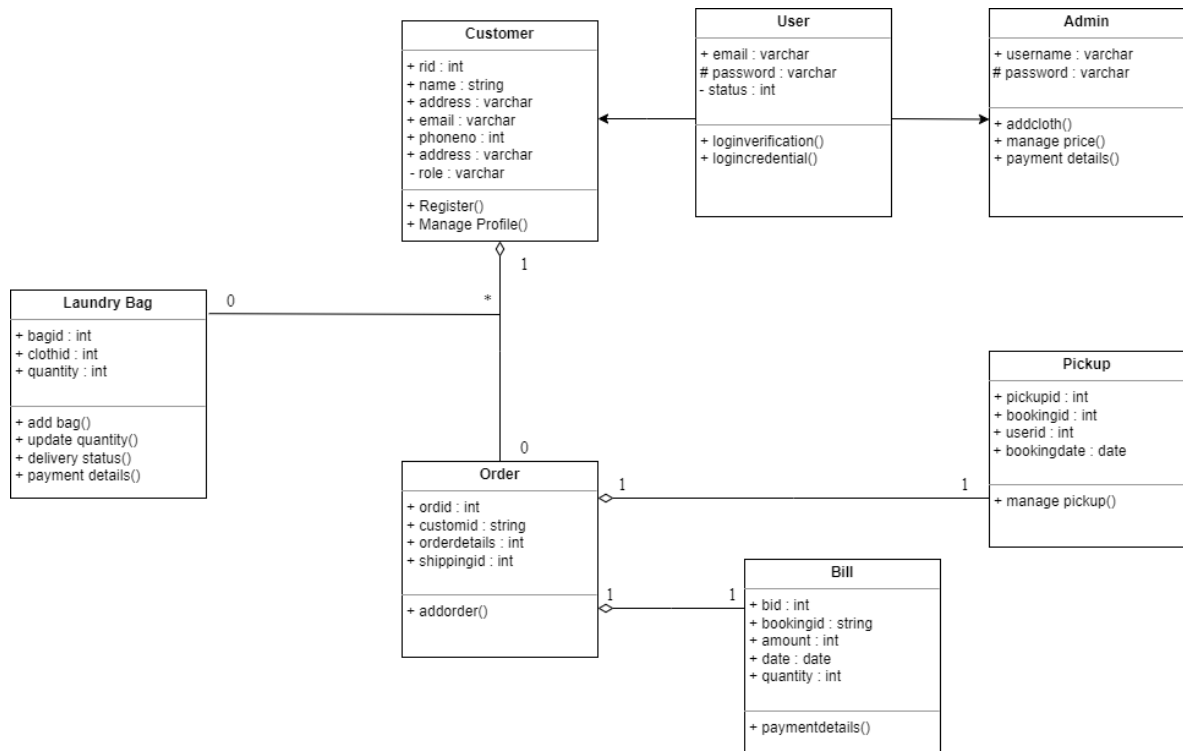 Customer
+ rid : int
+ name : string
+ address : varchar
+ email : varchar
+ phoneno : int
+ address : varchar
- role : varchar
+ Register()
+ Manage Profile()
User
+ email : varchar
# password : varchar
- status : int
+ loginverification()
+ logincredential()
Admin
+ username : varchar
# password : varchar
+ addcloth()
+ manage price()
+ payment details()
1
0
*
0
Laundry Bag
+ bagid : int
+ clothid : int
+ quantity : int
+ add bag()
+ update quantity()
+ delivery status()
+ payment details()
Order
+ ordid : int
+ customid : string
+ orderdetails : int
+ shippingid : int
+ addorder()
1
1
Pickup
+ pickupid : int
+ bookingid : int
+ userid : int
+ bookingdate : date
+ manage pickup()
1
1
Bill
+ bid : int
+ bookingid : string
+ amount : int
+ date : date
+ quantity : int
+ paymentdetails()